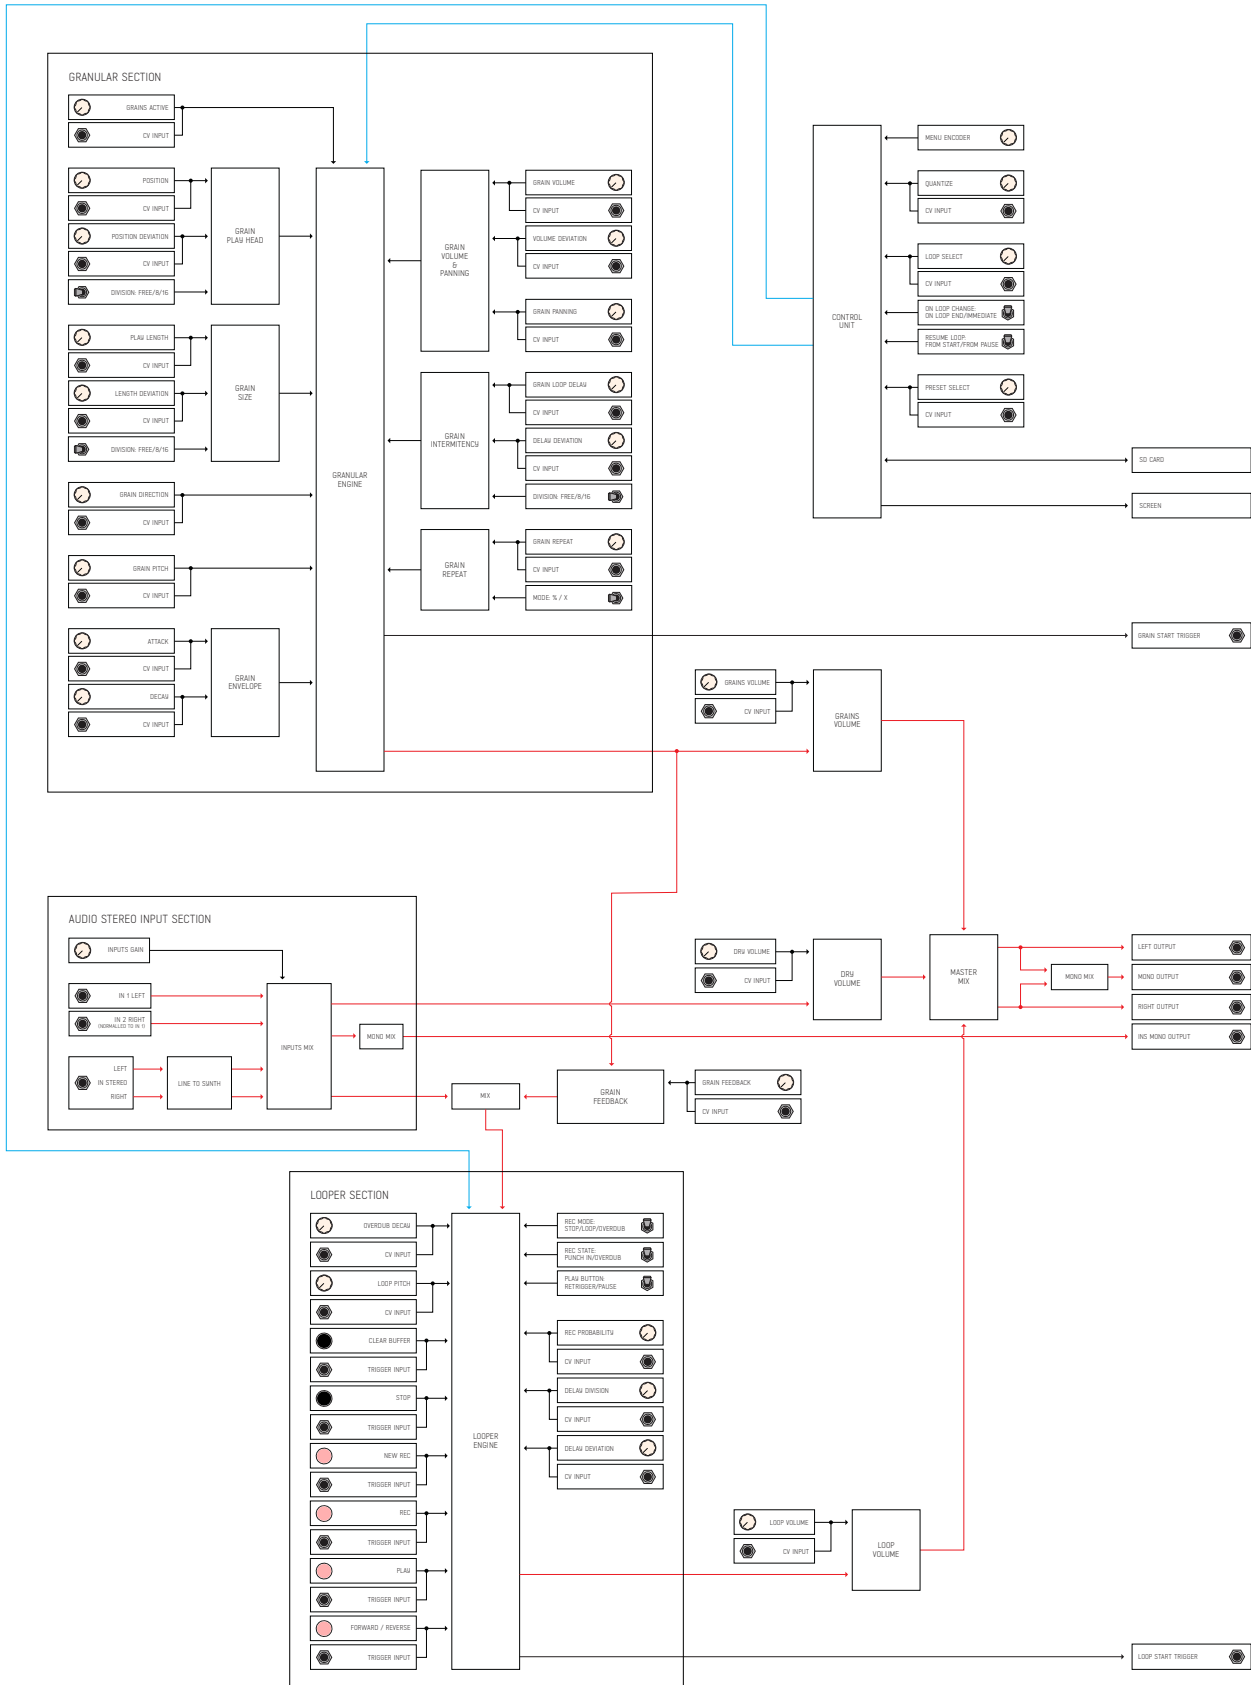 GRANULAR SECTION
GRAINS ACTIVE
CV INPUT
POSITION
CV INPUT
POSITION DEVIATION
CV INPUT
DIVISION: FREE/8/16
GRAIN
PLAY HEAD
PLAY LENGTH
CV INPUT
LENGTH DEVIATION
CV INPUT
DIVISION: FREE/8/16
GRAIN
SIZE
GRAIN DIRECTION
CV INPUT
GRAIN PITCH
CV INPUT
ATTACK
CV INPUT
DECAY
CV INPUT
GRAIN
ENVELOPE
GRANULAR
ENGINE
GRAIN
VOLUME
&
PANNING
GRAIN VOLUME
CV INPUT
VOLUME DEVIATION
CV INPUT
GRAIN PANNING
CV INPUT
GRAIN
INTERMITENCY
GRAIN LOOP DELAY
CV INPUT
DELAY DEVIATION
CV INPUT
DIVISION: FREE/8/16
GRAIN
REPEAT
GRAIN REPEAT
CV INPUT
MODE: % / X
CONTROL
UNIT
MENU ENCODER
QUANTIZE
CV INPUT
LOOP SELECT
CV INPUT
ON LOOP CHANGE:
ON LOOP END/IMMEDIATE
RESUME LOOP:
FROM START/FROM PAUSE
PRESET SELECT
CV INPUT
SD CARD
SCREEN
GRAIN START TRIGGER
GRAINS VOLUME
CV INPUT
GRAINS
VOLUME
AUDIO STEREO INPUT SECTION
INPUTS GAIN
IN 1 LEFT
IN 2 RIGHT
(NORMALLED TO IN 1)
LEFT
IN STEREO
RIGHT
LINE TO SYNTH
INPUTS MIX
MONO MIX
DRY VOLUME
CV INPUT
DRY
VOLUME
MASTER
MIX
MONO MIX
LEFT OUTPUT
MONO OUTPUT
RIGHT OUTPUT
INS MONO OUTPUT
MIX
GRAIN
FEEDBACK
GRAIN FEEDBACK
CV INPUT
LOOPER SECTION
OVERDUB DECAY
CV INPUT
LOOP PITCH
CV INPUT
CLEAR BUFFER
TRIGGER INPUT
STOP
TRIGGER INPUT
NEW REC
TRIGGER INPUT
REC
TRIGGER INPUT
PLAY
TRIGGER INPUT
FORWARD / REVERSE
TRIGGER INPUT
LOOPER
ENGINE
REC MODE:
STOP/LOOP/OVERDUB
REC STATE:
PUNCH IN/OVERDUB
PLAY BUTTON:
RETRIGGER/PAUSE
REC PROBABILITY
CV INPUT
DELAY DIVISION
CV INPUT
DELAY DEVIATION
CV INPUT
LOOP VOLUME
CV INPUT
LOOP
VOLUME
LOOP START TRIGGER